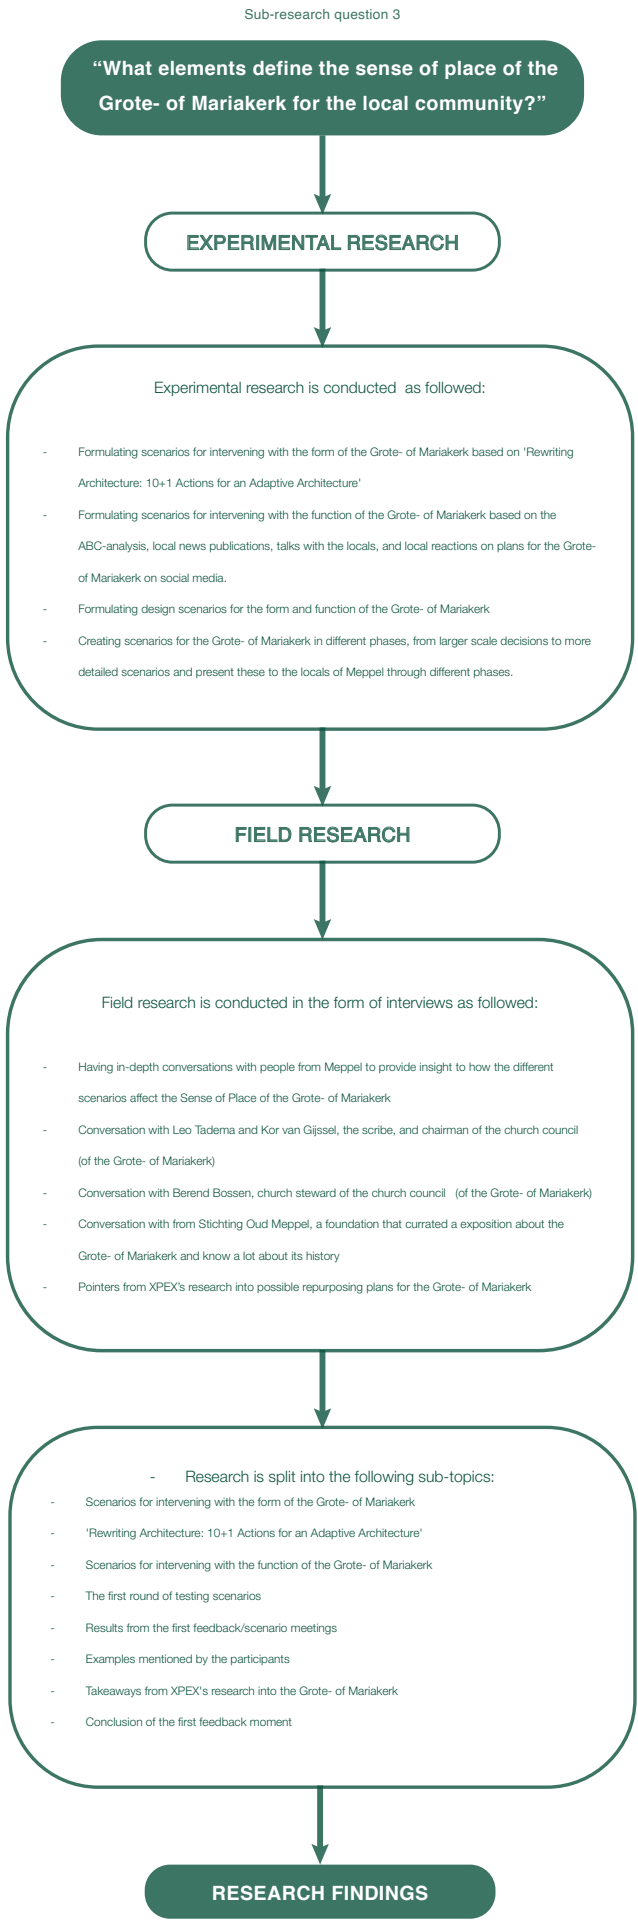 Sub-research question 3
“What elements define the sense of place of the
Grote- of Mariakerk for the local community?”
EXPERIMENTAL RESEARCH
Experimental research is conducted  as followed:
- Formulating scenarios for intervening with the form of the Grote- of Mariakerk based on 'Rewriting
Architecture: 10+1 Actions for an Adaptive Architecture'
- Formulating scenarios for intervening with the function of the Grote- of Mariakerk based on the
ABC-analysis, local news publications, talks with the locals, and local reactions on plans for the Grote-
of Mariakerk on social media.
- Formulating design scenarios for the form and function of the Grote- of Mariakerk
- Creating scenarios for the Grote- of Mariakerk in different phases, from larger scale decisions to more
detailed scenarios and present these to the locals of Meppel through different phases.
FIELD RESEARCH
Field research is conducted in the form of interviews as followed:
- Having in-depth conversations with people from Meppel to provide insight to how the different
scenarios affect the Sense of Place of the Grote- of Mariakerk
- Conversation with Leo Tadema and Kor van Gijssel, the scribe, and chairman of the church council
(of the Grote- of Mariakerk)
- Conversation with Berend Bossen, church steward of the church council  (of the Grote- of Mariakerk)
- Conversation with from Stichting Oud Meppel, a foundation that currated a exposition about the
Grote- of Mariakerk and know a lot about its history
- Pointers from XPEX's research into possible repurposing plans for the Grote- of Mariakerk
- Research is split into the following sub-topics:
- Scenarios for intervening with the form of the Grote- of Mariakerk
- 'Rewriting Architecture: 10+1 Actions for an Adaptive Architecture'
- Scenarios for intervening with the function of the Grote- of Mariakerk
- The first round of testing scenarios
- Results from the first feedback/scenario meetings
- Examples mentioned by the participants
- Takeaways from XPEX's research into the Grote- of Mariakerk
- Conclusion of the first feedback moment
RESEARCH FINDINGS